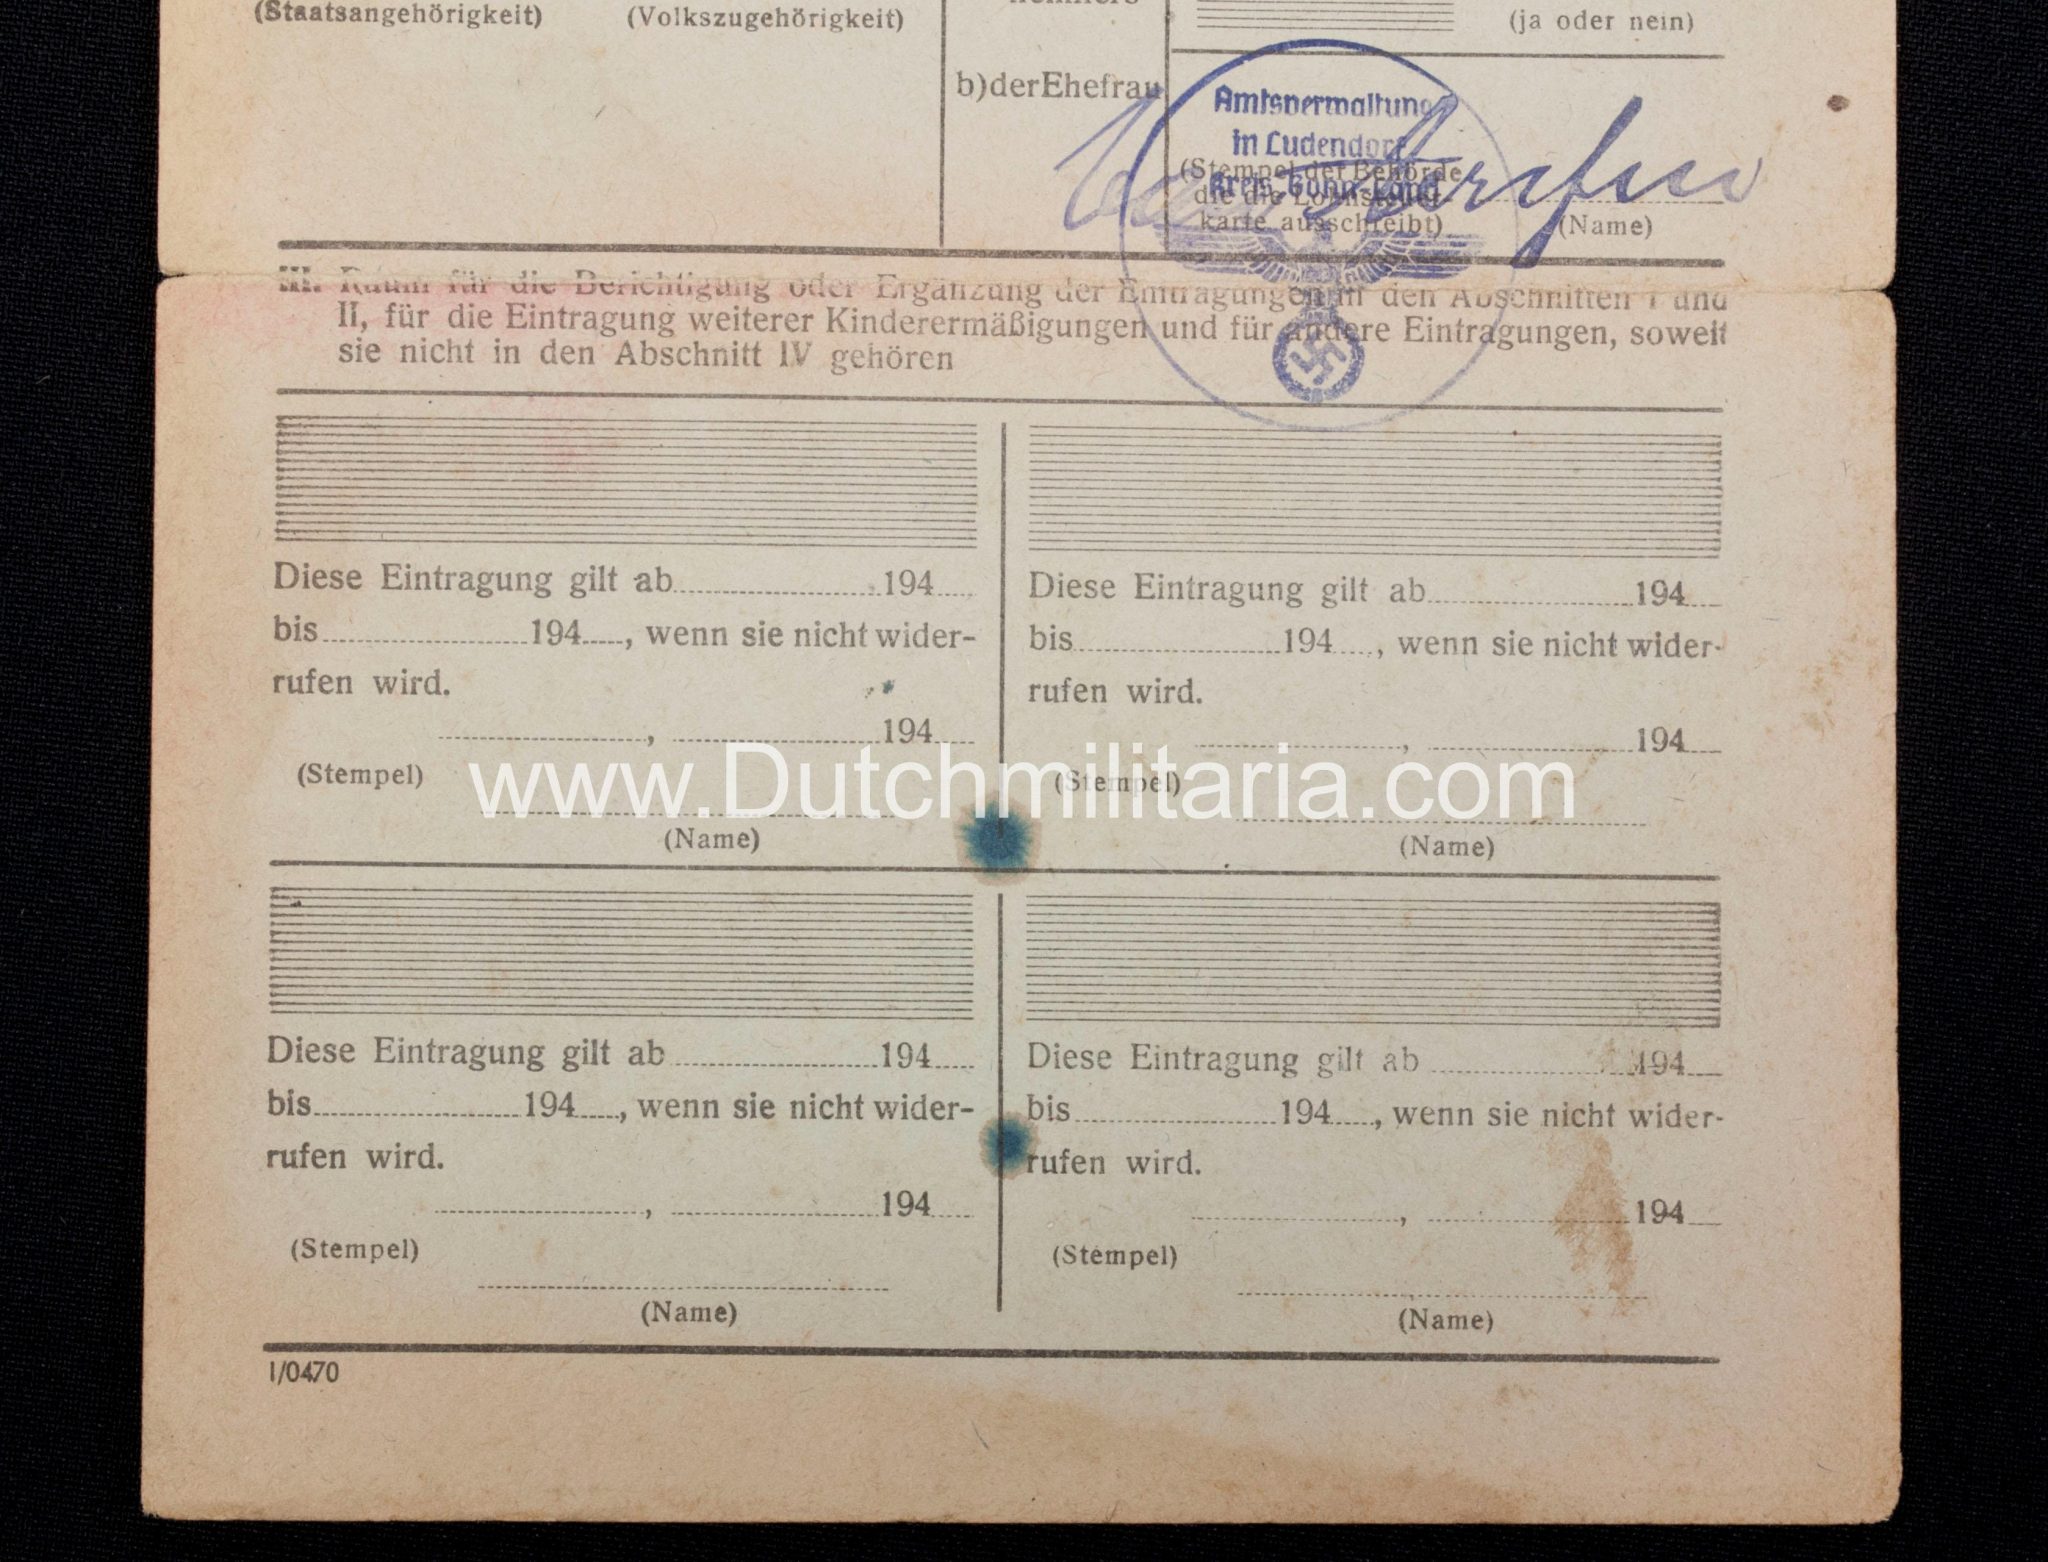 (Staatsangehörigkeit) (Volkszugehörigkeit) (ja oder nein)
b) der Ehefrau
Amtsverwaltung
in Ludendorf
(Stempel der Behörde
die die Lohnsteuer-
karte ausschreibt) (Name)
III. Raum für die Berichtigung oder Ergänzung der Eintragungen in den Abschnitten I und
II, für die Eintragung weiterer Kinderermäßigungen und für andere Eintragungen, soweit
sie nicht in den Abschnitt IV gehören
Diese Eintragung gilt ab 194
bis 194 , wenn sie nicht wider-
rufen wird.
, 194
(Stempel)
(Name)
Diese Eintragung gilt ab 194
bis 194 , wenn sie nicht wider-
rufen wird.
, 194
(Stempel)
(Name)
www.Dutchmilitaria.com
Diese Eintragung gilt ab 194
bis 194 , wenn sie nicht wider-
rufen wird.
, 194
(Stempel)
(Name)
Diese Eintragung gilt ab 194
bis 194 , wenn sie nicht wider-
rufen wird.
, 194
(Stempel)
(Name)
I/0470